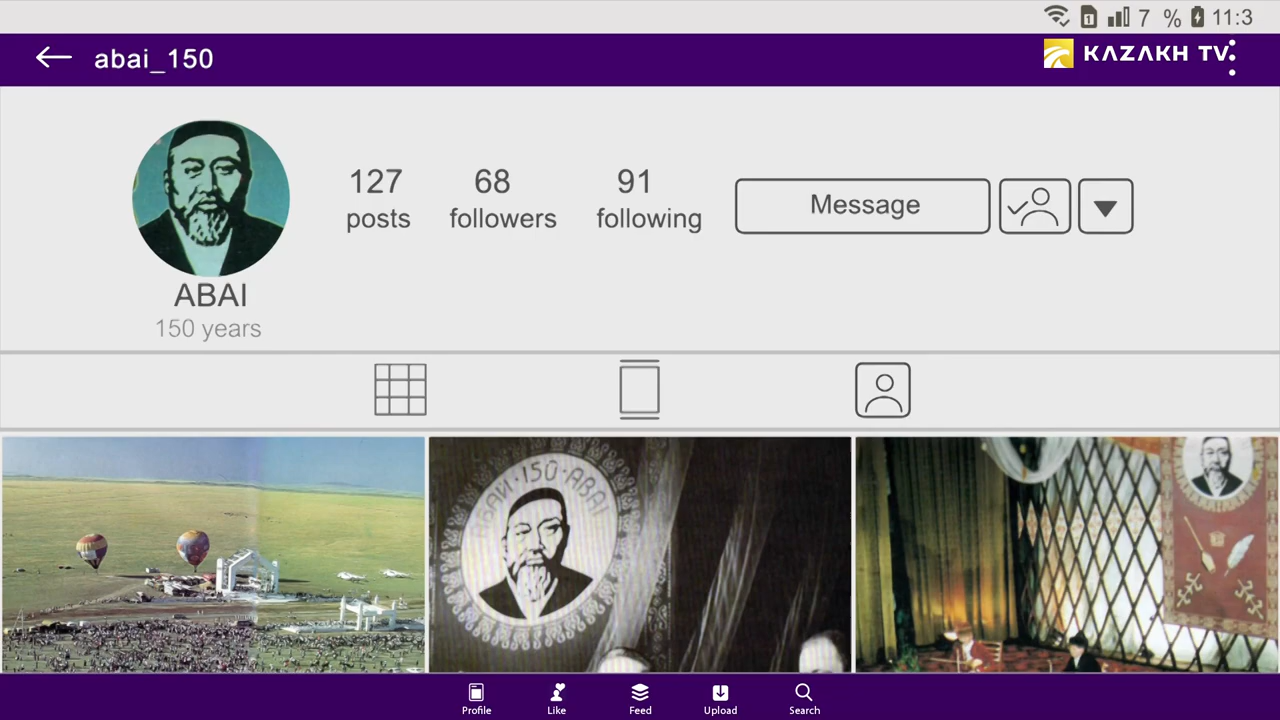 7 % 11:3
abai_150
KAZAKH TV
127 68 91
posts followers following
Message
ABAI
150 years
АБАЙ·150·ABAI
Profile Like Feed Upload Search